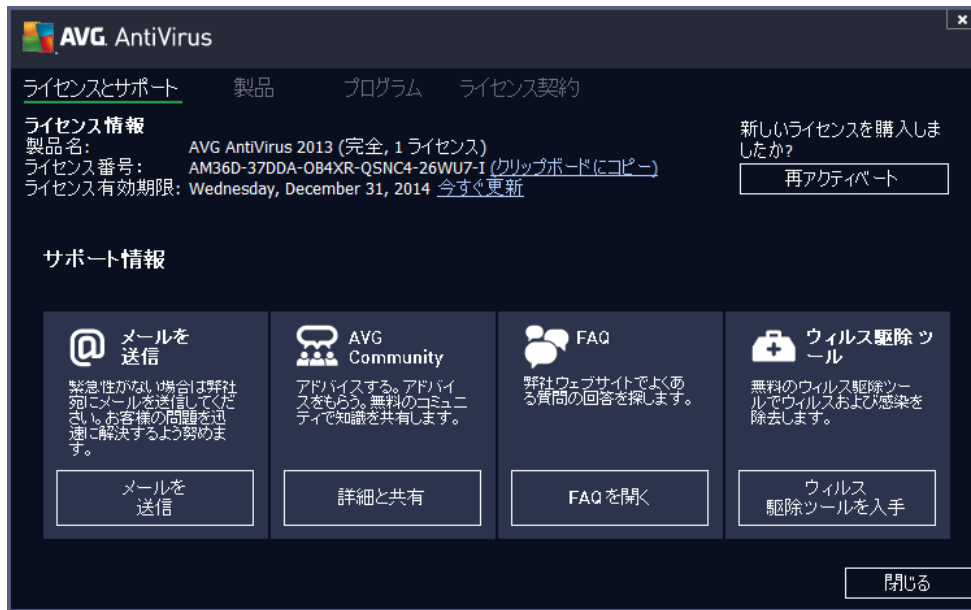 AVG. AntiVirus
ライセンスとサポート 製品 プログラム ライセンス契約
ライセンス情報
製品名: AVG AntiVirus 2013 (完全, 1 ライセンス)
ライセンス番号: AM36D-37DDA-OB4XR-QSNC4-26WU7-I (クリップボードにコピー)
ライセンス有効期限: Wednesday, December 31, 2014 今すぐ更新
新しいライセンスを購入しま
したか?
再アクティベート
サポート情報
メールを
送信
緊急性がない場合は弊社
宛にメールを送信してくだ
さい。お客様の問題を迅
速に解決するよう努めま
す。
メールを
送信
AVG
Community
アドバイスする。アドバイ
スをもらう。無料のコミュニ
ティで知識を共有します。
詳細と共有
FAQ
弊社ウェブサイトでよくあ
る質問の回答を探します。
FAQ を開く
ウィルス駆除 ツ
ール
無料のウィルス駆除ツー
ルでウィルスおよび感染を
除去します。
ウィルス
駆除ツールを入手
閉じる